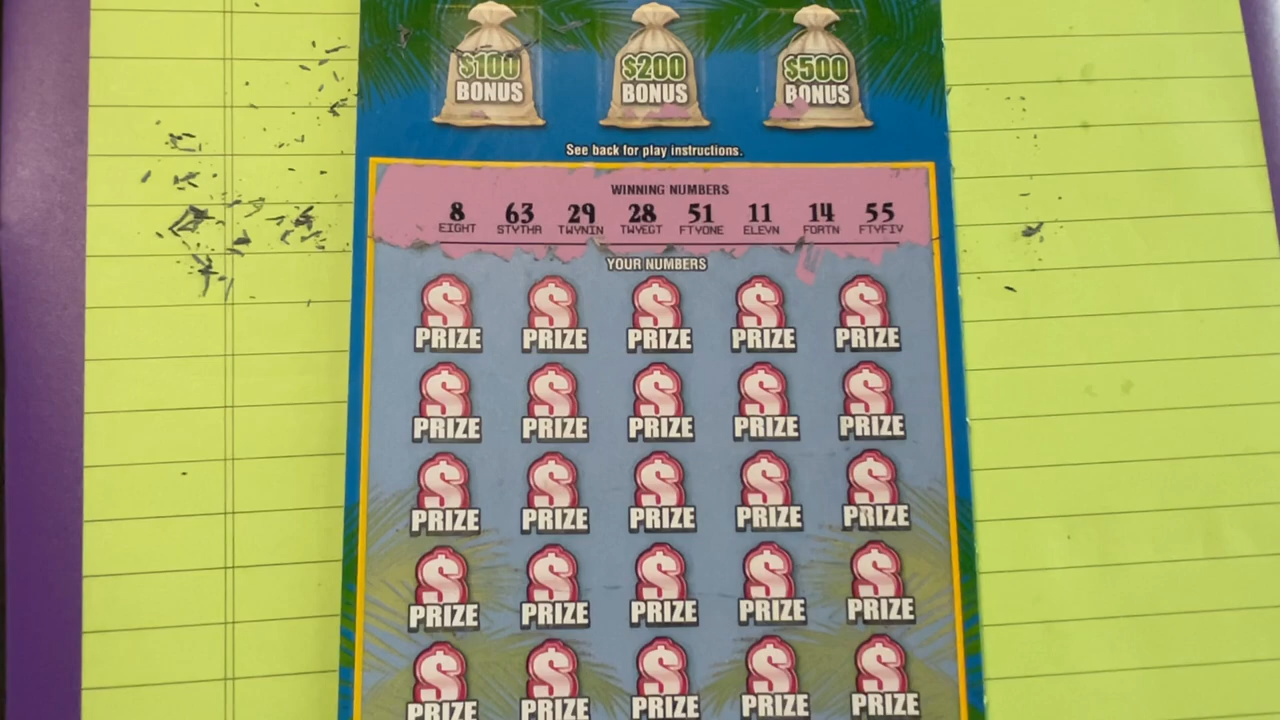 $100 $200 $500
BONUS BONUS BONUS
See back for play instructions.
WINNING NUMBERS
8 63 29 28 51 11 14 55
EIGHT STYTHR TWYNIN TWYEGT FTYONE ELEVN FORTN FTYFIV
YOUR NUMBERS
$ $ $ $ $
PRIZE PRIZE PRIZE PRIZE PRIZE
$ $ $ $ $
PRIZE PRIZE PRIZE PRIZE PRIZE
$ $ $ $ $
PRIZE PRIZE PRIZE PRIZE PRIZE
$ $ $ $ $
PRIZE PRIZE PRIZE PRIZE PRIZE
$ $ $ $ $
PRIZE PRIZE PRIZE PRIZE PRIZE